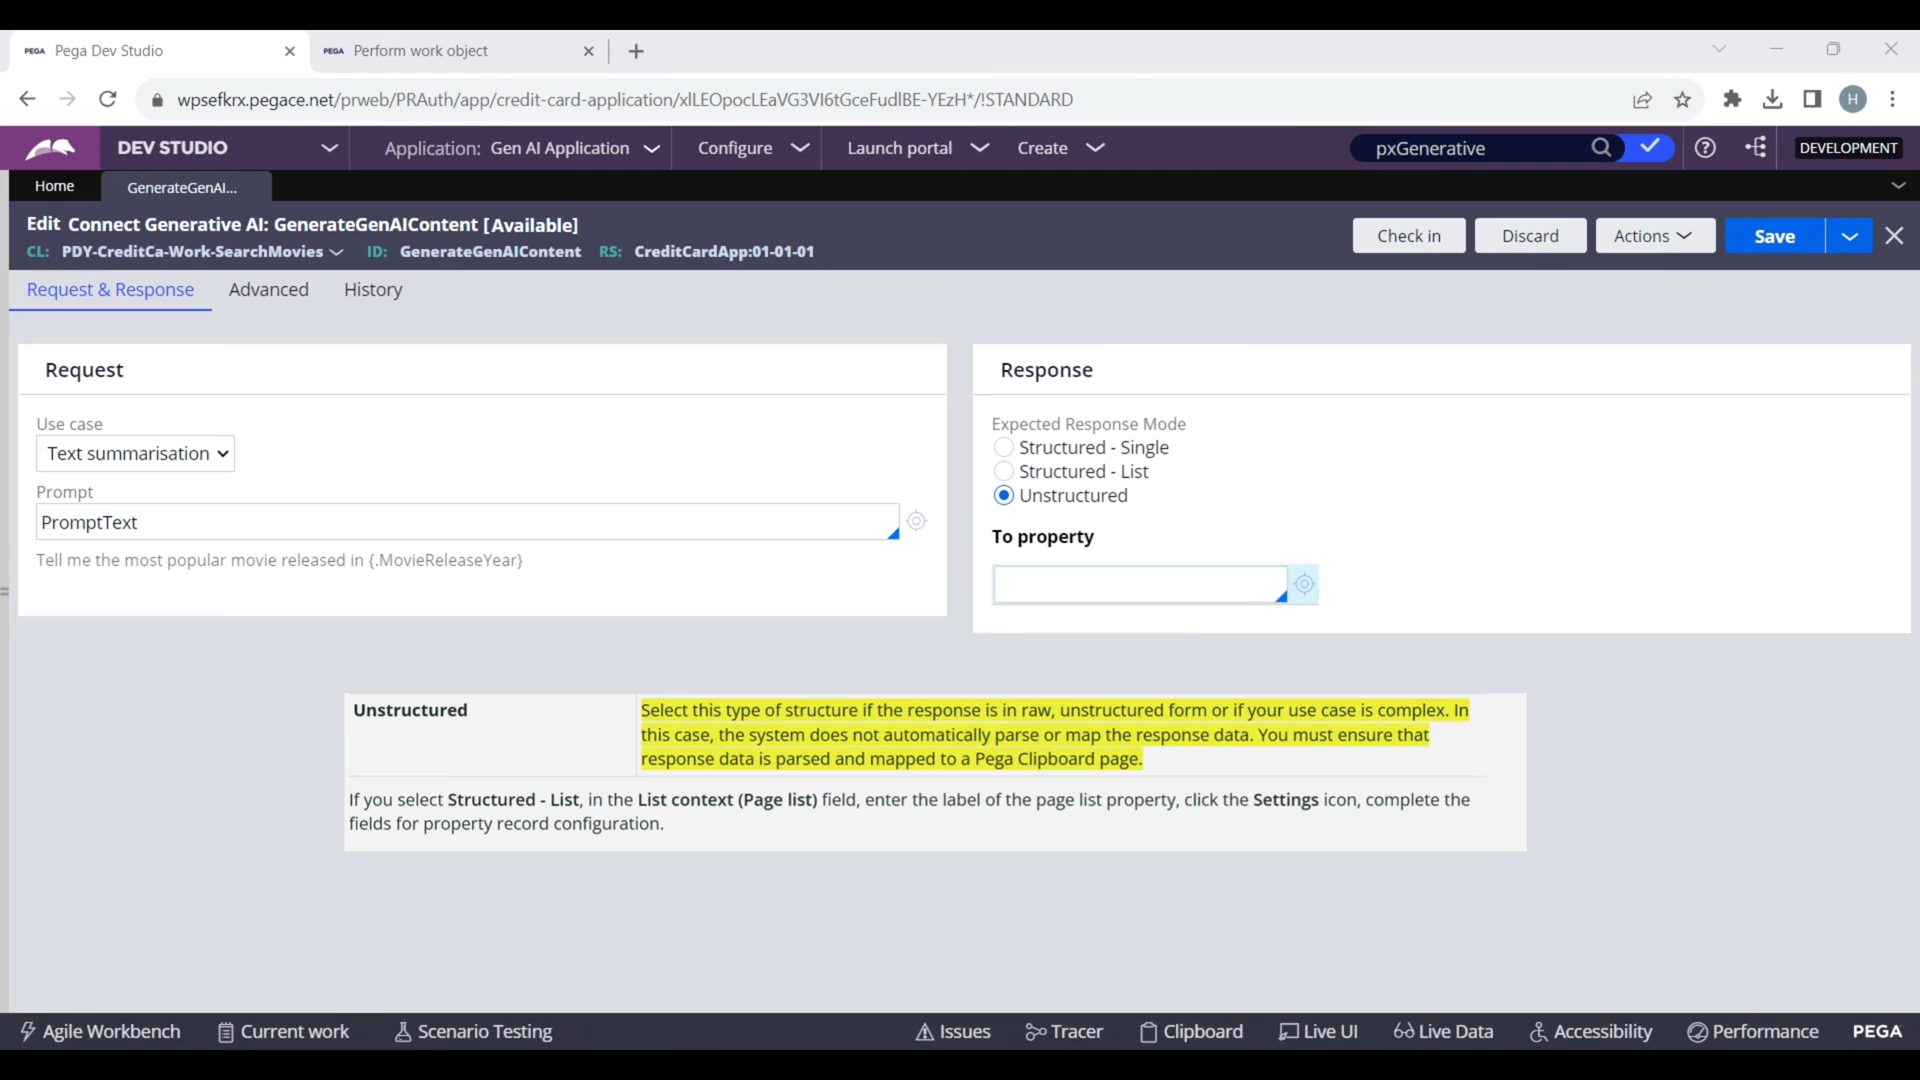 PEGA Pega Dev Studio
PEGA Perform work object
wpsefkrx.pegace.net/prweb/PRAuth/app/credit-card-application/xlLEOpocLEaVG3VI6tGceFudlBE-YEzH*/!STANDARD
H
DEV STUDIO
Application: Gen AI Application
Configure
Launch portal
Create
pxGenerative
DEVELOPMENT
Home
GenerateGenAI...
Edit Connect Generative AI: GenerateGenAIContent [Available]
CL: PDY-CreditCa-Work-SearchMovies ID: GenerateGenAIContent RS: CreditCardApp:01-01-01
Check in
Discard
Actions
Save
Request & Response
Advanced
History
Request
Use case
Text summarisation
Prompt
PromptText
Tell me the most popular movie released in {.MovieReleaseYear}
Response
Expected Response Mode
Structured - Single
Structured - List
Unstructured
To property
Unstructured
Select this type of structure if the response is in raw, unstructured form or if your use case is complex. In
this case, the system does not automatically parse or map the response data. You must ensure that
response data is parsed and mapped to a Pega Clipboard page.
If you select Structured - List, in the List context (Page list) field, enter the label of the page list property, click the Settings icon, complete the
fields for property record configuration.
Agile Workbench
Current work
Scenario Testing
Issues
Tracer
Clipboard
Live UI
Live Data
Accessibility
Performance
PEGA